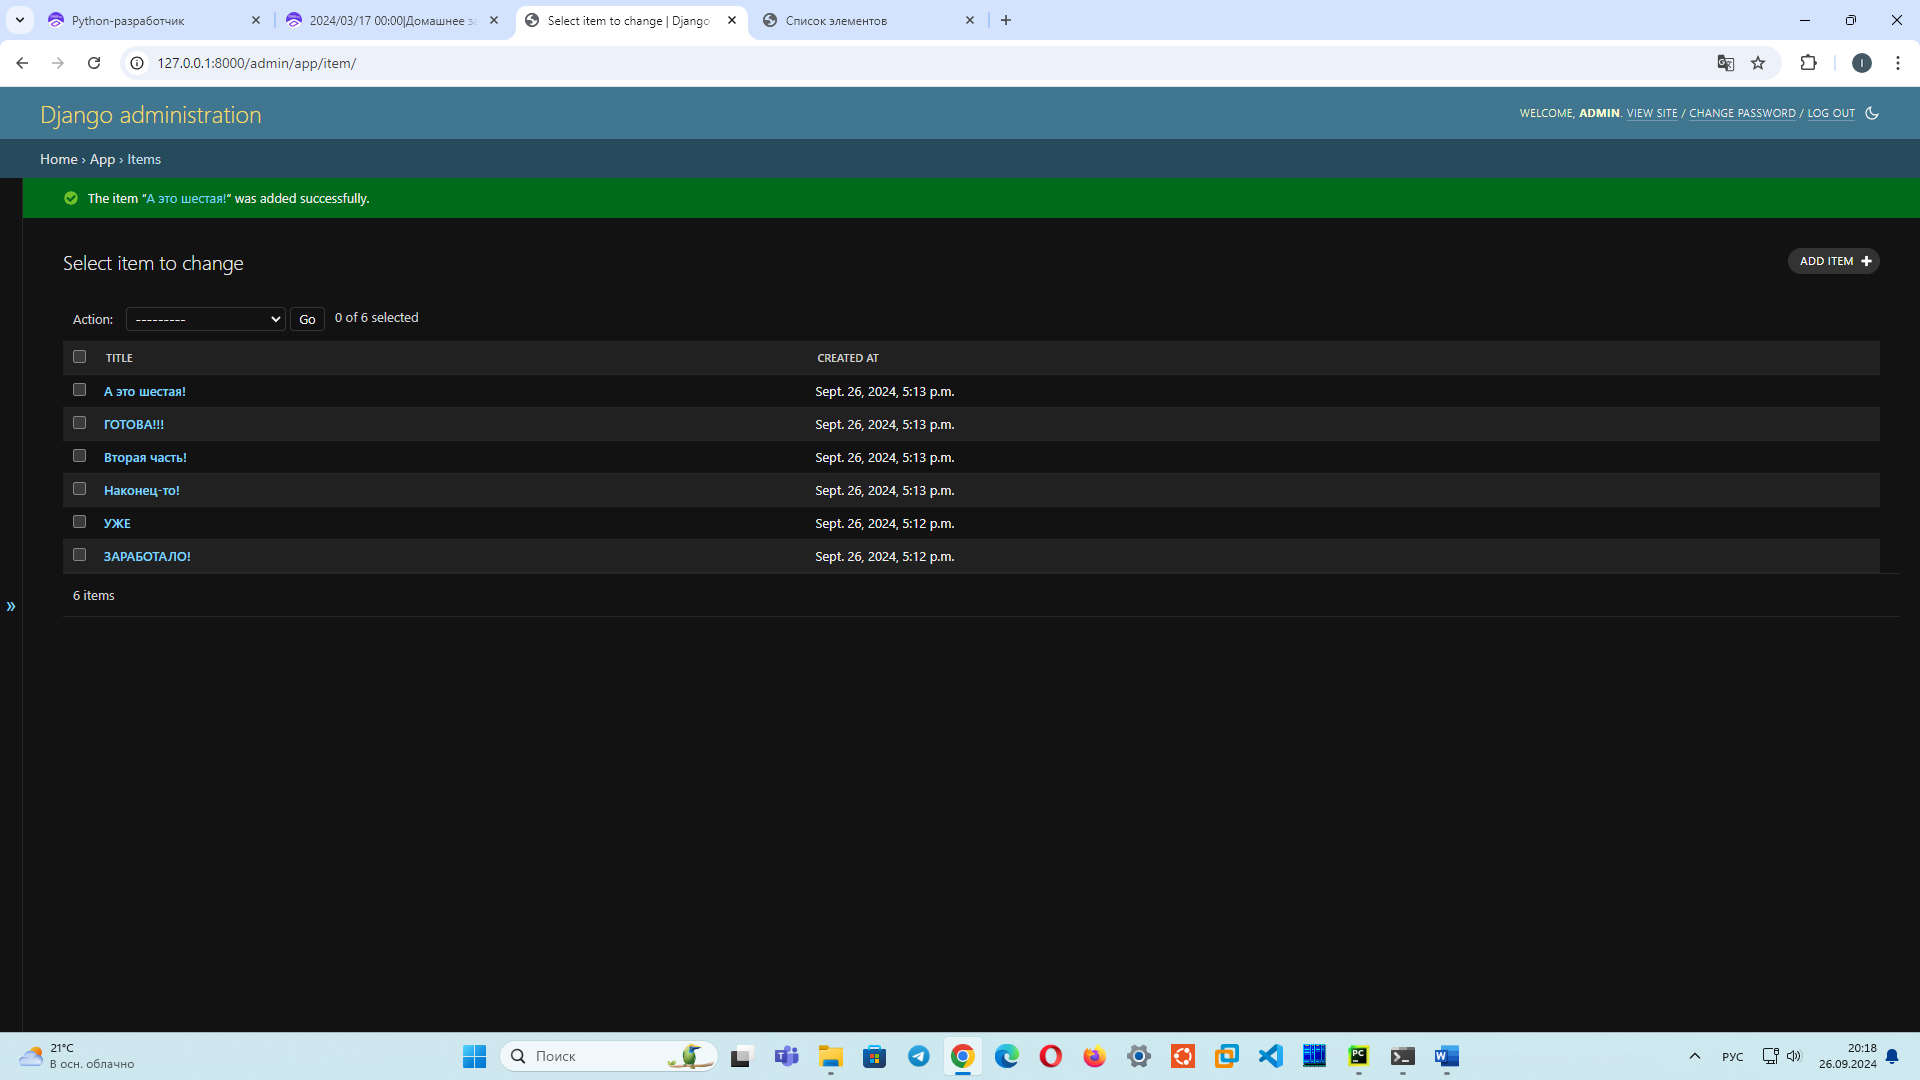 Python-разработчик
2024/03/17 00:00|Домашнее за
Select item to change | Django
Список элементов
127.0.0.1:8000/admin/app/item/
Django administration
WELCOME, ADMIN. VIEW SITE / CHANGE PASSWORD / LOG OUT
Home › App › Items
The item “А это шестая!” was added successfully.
Select item to change
ADD ITEM
Action: --------- Go 0 of 6 selected
TITLE CREATED AT
А это шестая! Sept. 26, 2024, 5:13 p.m.
ГОТОВА!!! Sept. 26, 2024, 5:13 p.m.
Вторая часть! Sept. 26, 2024, 5:13 p.m.
Наконец-то! Sept. 26, 2024, 5:13 p.m.
УЖЕ Sept. 26, 2024, 5:12 p.m.
ЗАРАБОТАЛО! Sept. 26, 2024, 5:12 p.m.
6 items
21°C
В осн. облачно
Поиск
РУС
20:18
26.09.2024